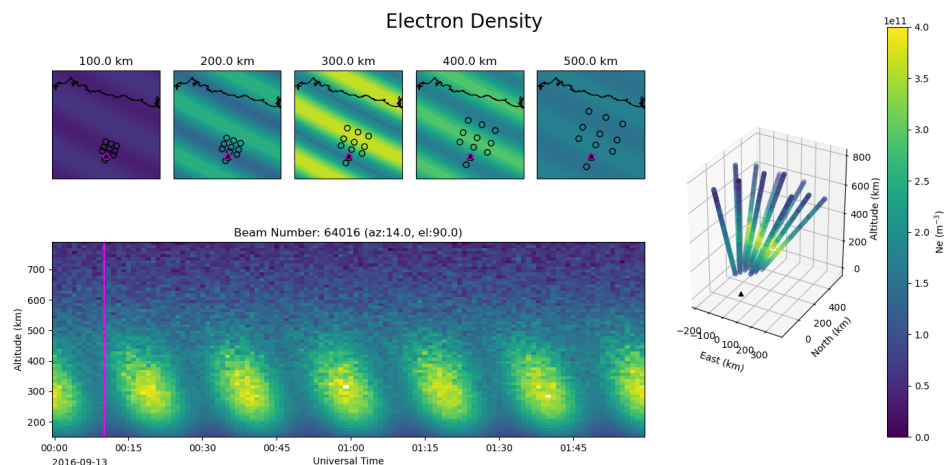 Electron Density
100.0 km
200.0 km
300.0 km
400.0 km
500.0 km
Beam Number: 64016 (az:14.0, el:90.0)
Altitude (km)
700
600
500
400
300
200
00:00
00:15
00:30
00:45
01:00
01:15
01:30
01:45
2016-09-13
Universal Time
800
600
400
200
0
Altitude (km)
−200
−100
0
100
200
300
East (km)
0
200
400
North (km)
1e11
4.0
3.5
3.0
2.5
2.0
1.5
1.0
0.5
0.0
Ne (m⁻³)